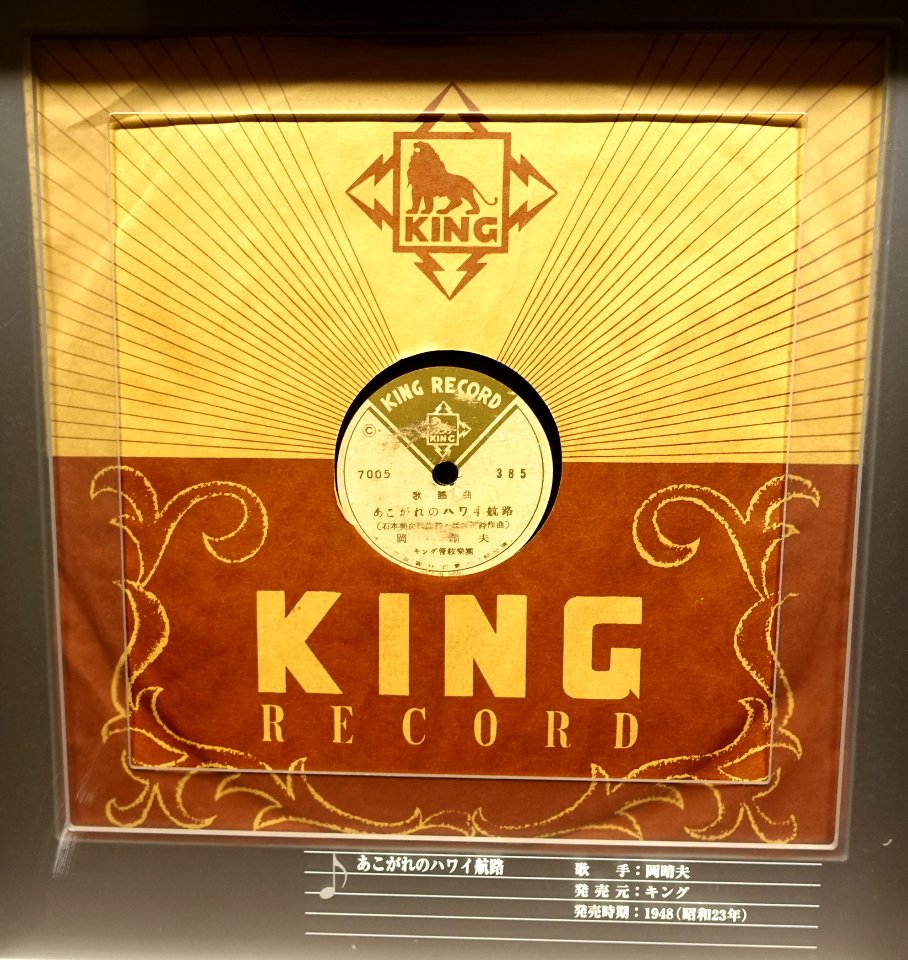 KING
KING RECORD
KING
©
7005 385
歌謠曲
あこがれのハワイ航路
岡 夫
キング管絃樂團
KING
RECORD
あこがれのハワイ航路
歌 手：岡晴夫
発売元：キング
発売時期：1948（昭和23年）